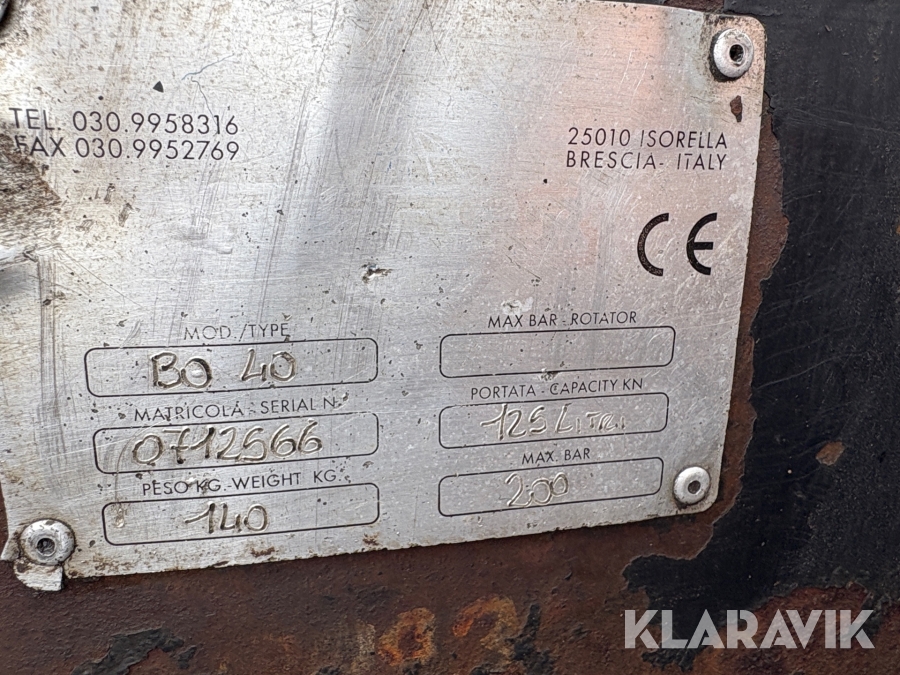 TEL. 030.9958316
FAX 030.9952769
25010 ISORELLA
BRESCIA - ITALY
CE
MOD./TYPE
BO 40
MATRICOLA - SERIAL N.
0712566
PESO KG. - WEIGHT KG.
140
MAX BAR - ROTATOR
PORTATA - CAPACITY KN
125 LITRI
MAX. BAR
200
KLARAVIK